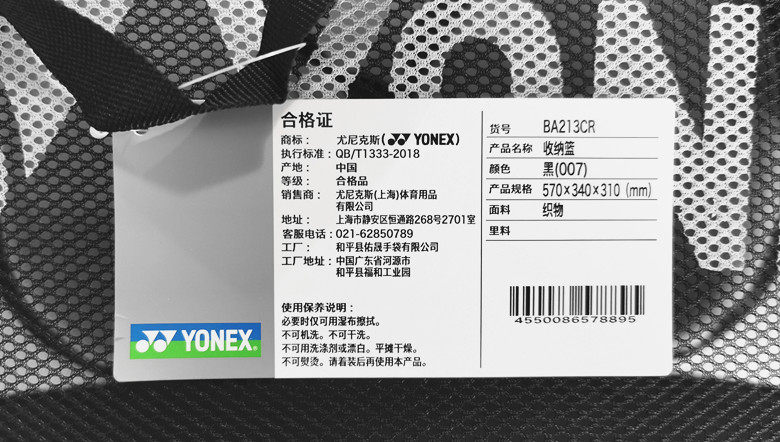 YON
合格证
商标： 尤尼克斯(YONEX)
执行标准：QB/T1333-2018
产地： 中国
等级： 合格品
销售商： 尤尼克斯(上海)体育用品
有限公司
地址： 上海市静安区恒通路268号2701室
客服电话：021-62850789
工厂： 和平县佑晟手袋有限公司
工厂地址：中国广东省河源市
和平县福和工业园
使用保养说明：
必要时仅可用湿布擦拭。
不可机洗。不可干洗。
不可用洗涤剂或漂白。平摊干燥。
不可熨烫。请着装后再使用本产品。
YONEX®
货号 BA213CR
产品名称 收纳篮
颜色 黑(007)
产品规格 570×340×310（mm）
面料 织物
里料
4550086578895